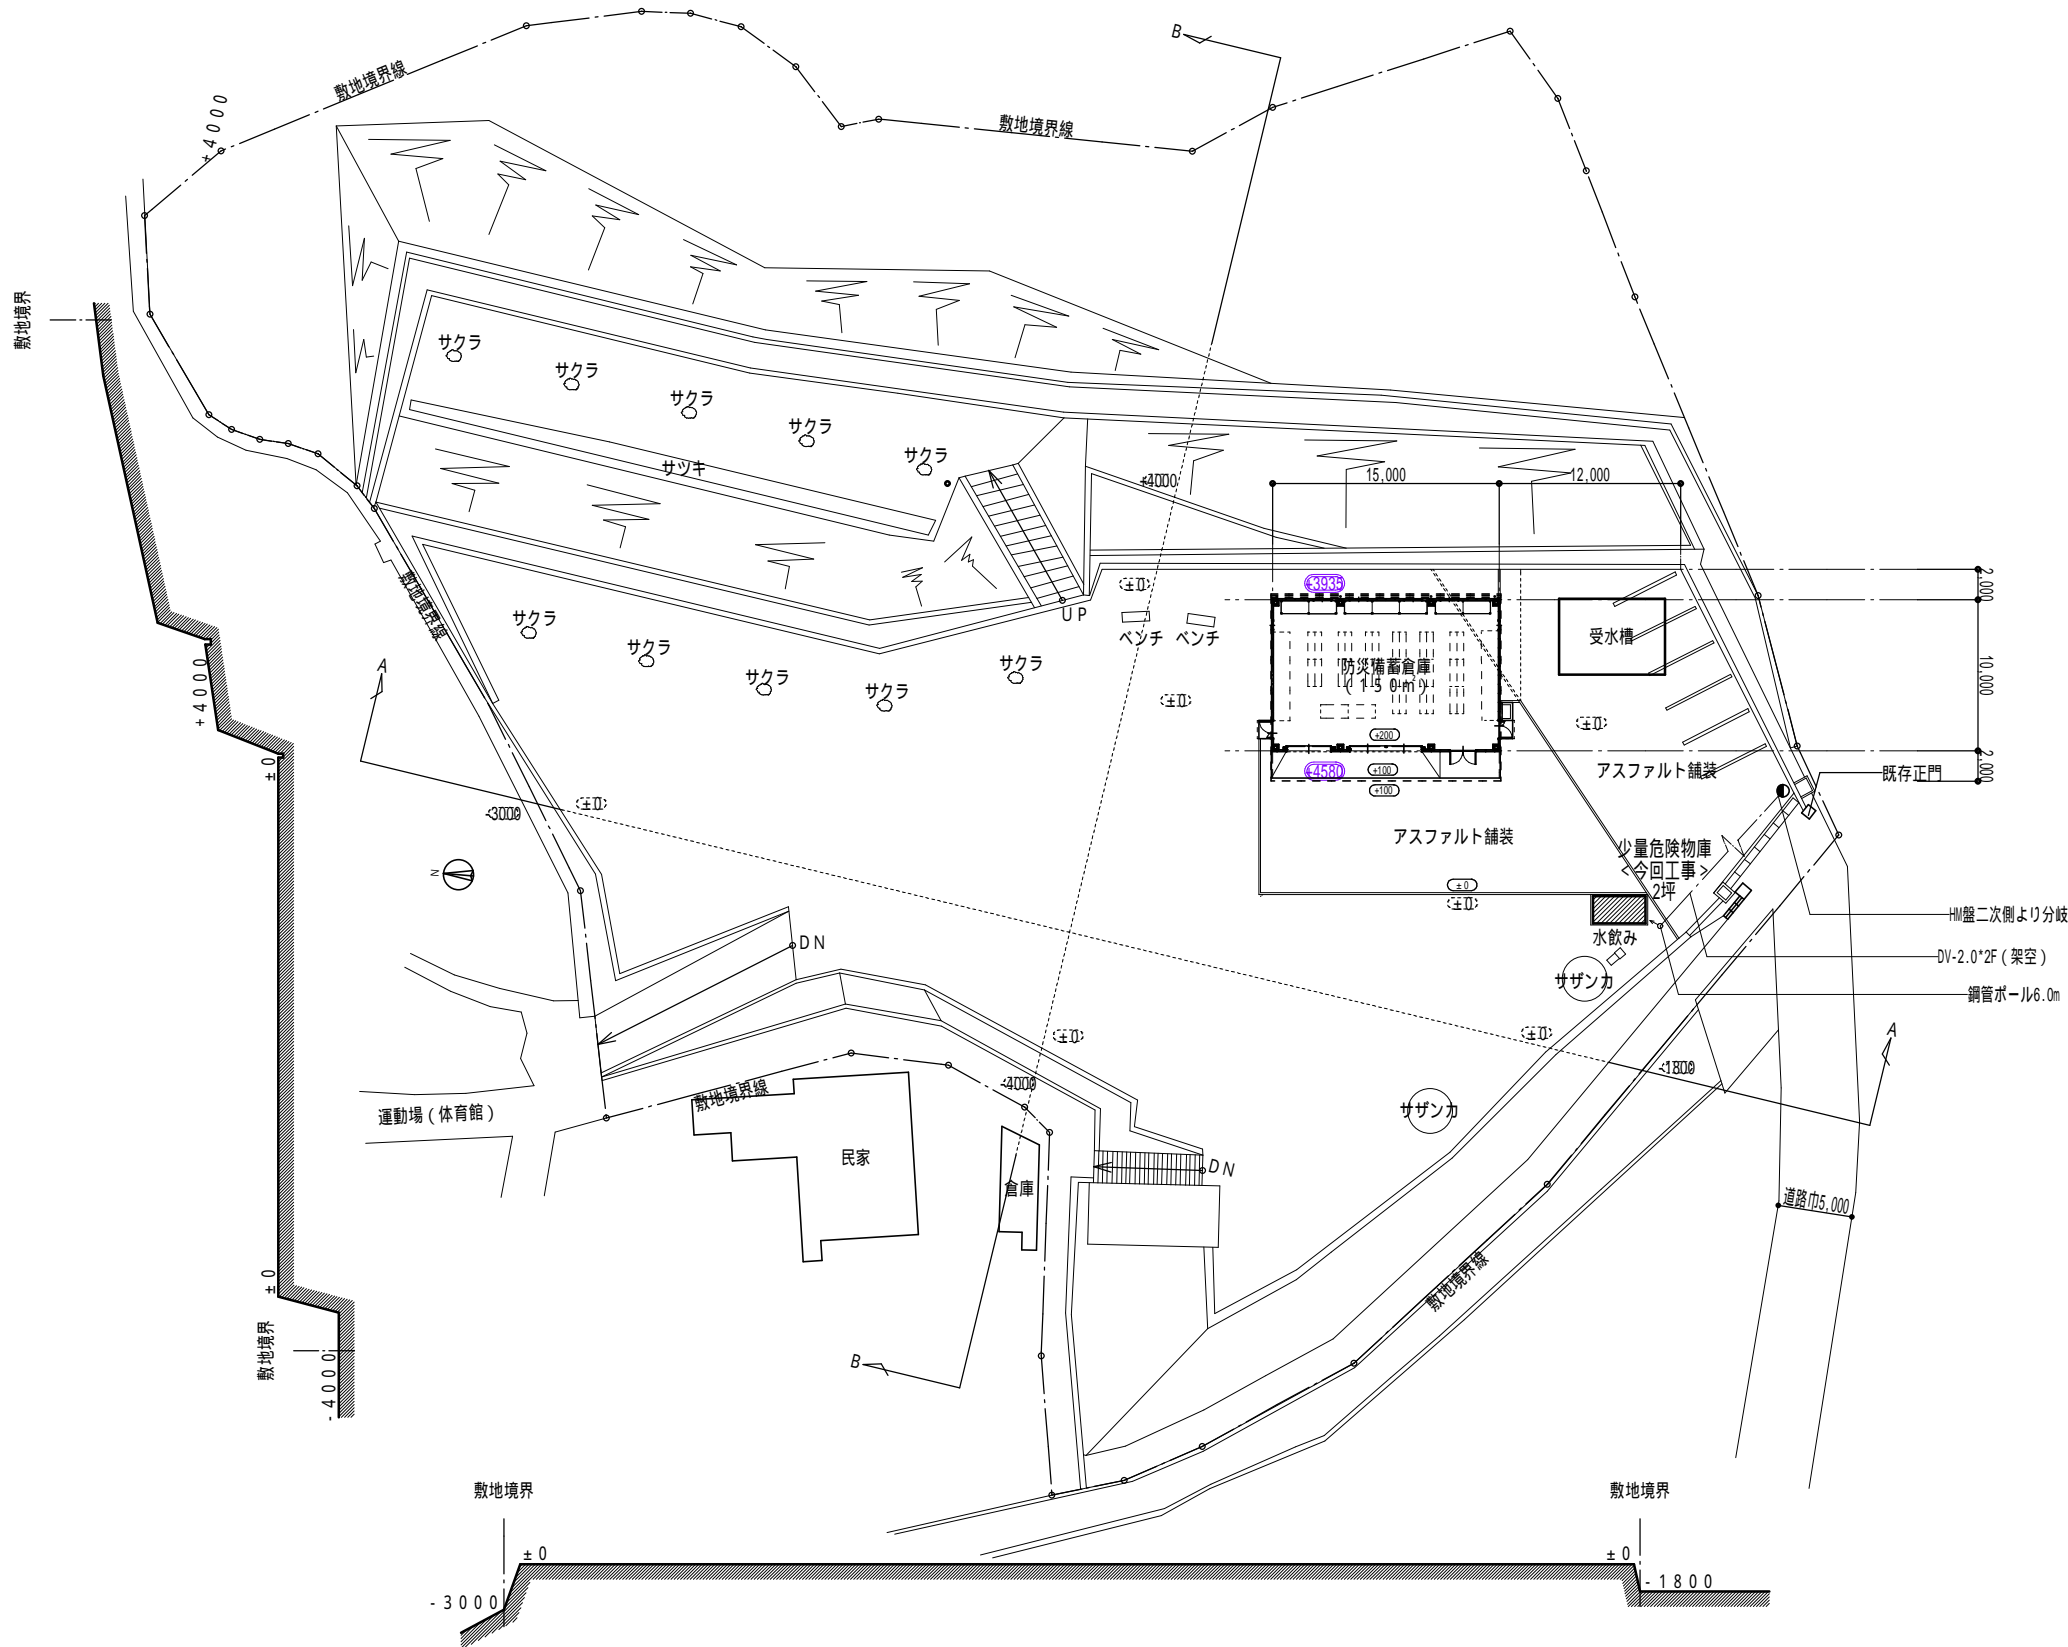 B
敷地境界線
+4000
敷地境界線
敷地境界
サクラ
サクラ
サクラ
サクラ
サクラ
サツキ
+4000
15,000
12,000
2,000
+3935
±0
UP
ベンチ
ベンチ
受水槽
防災備蓄倉庫
(150㎡)
10,000
敷地境界線
サクラ
サクラ
サクラ
サクラ
サクラ
A
+4000
±0
±0
+200
+4580
+100
+100
2,000
アスファルト舗装
既存正門
±0
±0
-3000
アスファルト舗装
少量危険物庫
<今回工事>
2坪
±0
±0
N
HM盤二次側より分岐
水飲み
DN
DV-2.0*2F(架空)
サザンカ
鋼管ポール6.0m
±0
±0
A
-1800
-4000
敷地境界線
サザンカ
運動場(体育館)
民家
DN
倉庫
道路巾5,000
±0
敷地境界線
敷地境界
-4000
B
敷地境界
敷地境界
±0
±0
-3000
-1800